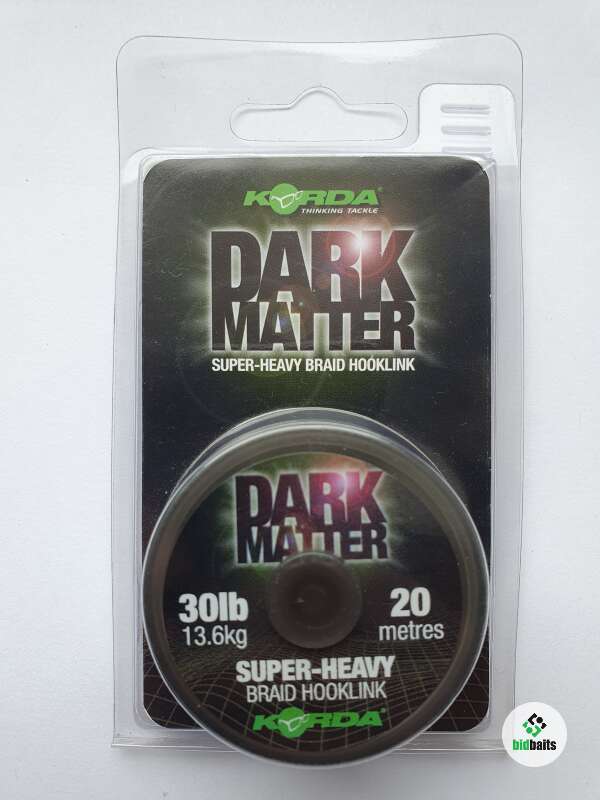 KORDA
THINKING TACKLE
DARK
MATTER
SUPER-HEAVY BRAID HOOKLINK
DARK
MATTER
30lb
13.6kg
20
metres
SUPER-HEAVY
BRAID HOOKLINK
KORDA
bidbaits